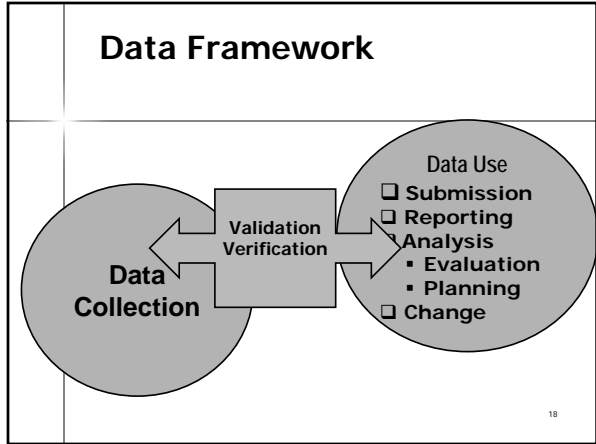 Data Framework
Data Use
❑ Submission
❑ Reporting
❑ Analysis
▪ Evaluation
▪ Planning
❑ Change
Validation
Verification
Data
Collection
18